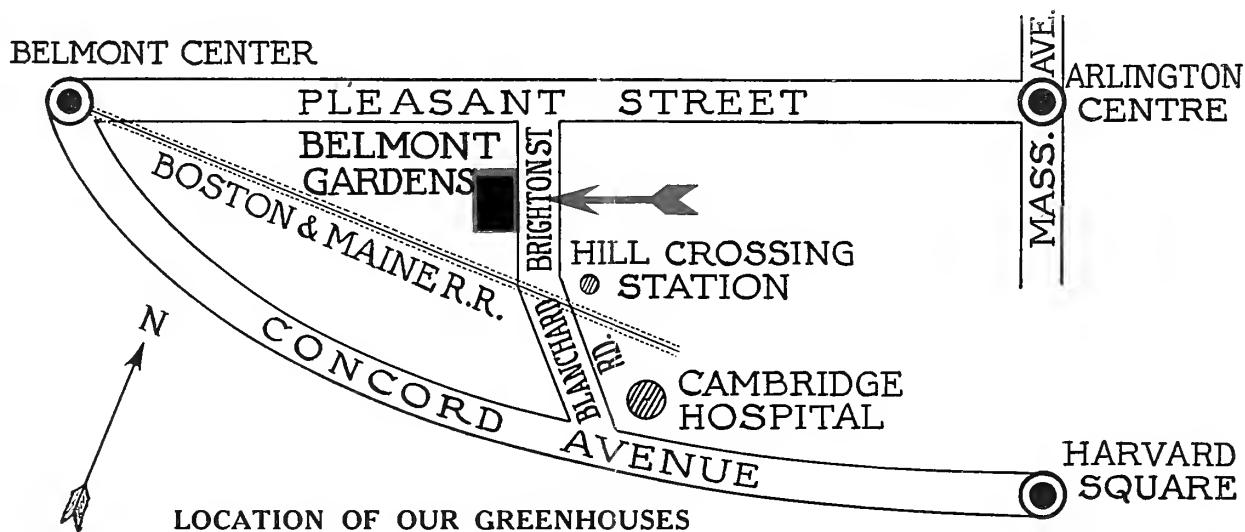 BELMONT CENTER
PLEASANT STREET
MASS. AVE.
ARLINGTON
CENTRE
BELMONT
GARDENS
BRIGHTON ST
BOSTON & MAINE R.R.
HILL CROSSING
STATION
BLANCHARD RD.
N
CONCORD AVENUE
CAMBRIDGE
HOSPITAL
HARVARD
SQUARE
LOCATION OF OUR GREENHOUSES